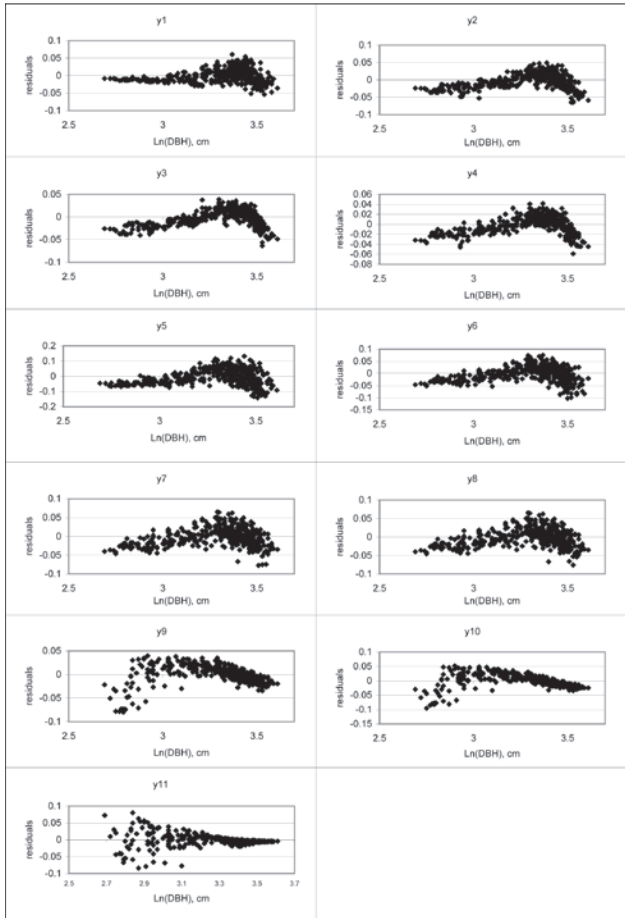 y1
0.1
0.05
0
-0.05
-0.1
residuals
2.5
3
3.5
Ln(DBH), cm
y2
0.1
0.05
0
-0.05
-0.1
residuals
2.5
3
3.5
Ln(DBH), cm
y3
0.05
0
-0.05
-0.1
residuals
2.5
3
3.5
Ln(DBH), cm
y4
0.06
0.04
0.02
0
-0.02
-0.04
-0.06
-0.08
residuals
2.5
3
3.5
Ln(DBH), cm
y5
0.2
0.1
0
-0.1
-0.2
residuals
2.5
3
3.5
Ln(DBH), cm
y6
0.1
0.05
0
-0.05
-0.1
-0.15
residuals
2.5
3
3.5
Ln(DBH), cm
y7
0.1
0.05
0
-0.05
-0.1
residuals
2.5
3
3.5
Ln(DBH), cm
y8
0.1
0.05
0
-0.05
-0.1
residuals
2.5
3
3.5
Ln(DBH), cm
y9
0.05
0
-0.05
-0.1
residuals
2.5
3
3.5
Ln(DBH), cm
y10
0.1
0.05
0
-0.05
-0.1
-0.15
residuals
2.5
3
3.5
Ln(DBH), cm
y11
0.1
0.05
0
-0.05
-0.1
residuals
2.5
2.7
2.9
3.1
3.3
3.5
3.7
Ln(DBH), cm